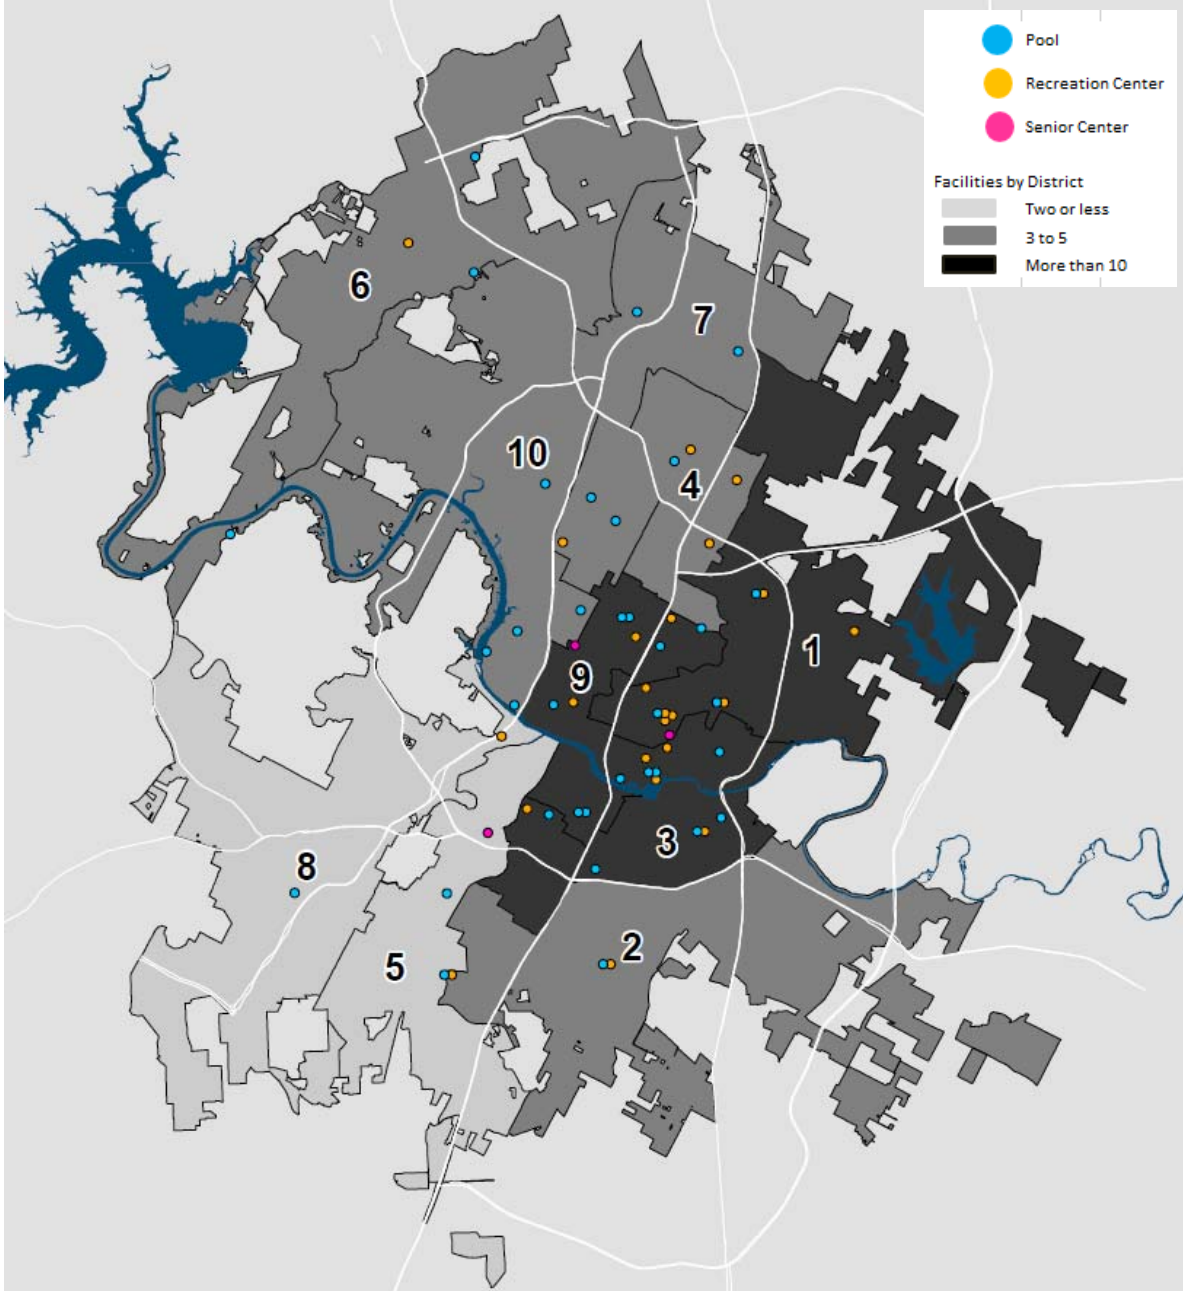 Pool
Recreation Center
Senior Center
Facilities by District
Two or less
3 to 5
More than 10
6
7
10
4
1
9
3
8
2
5